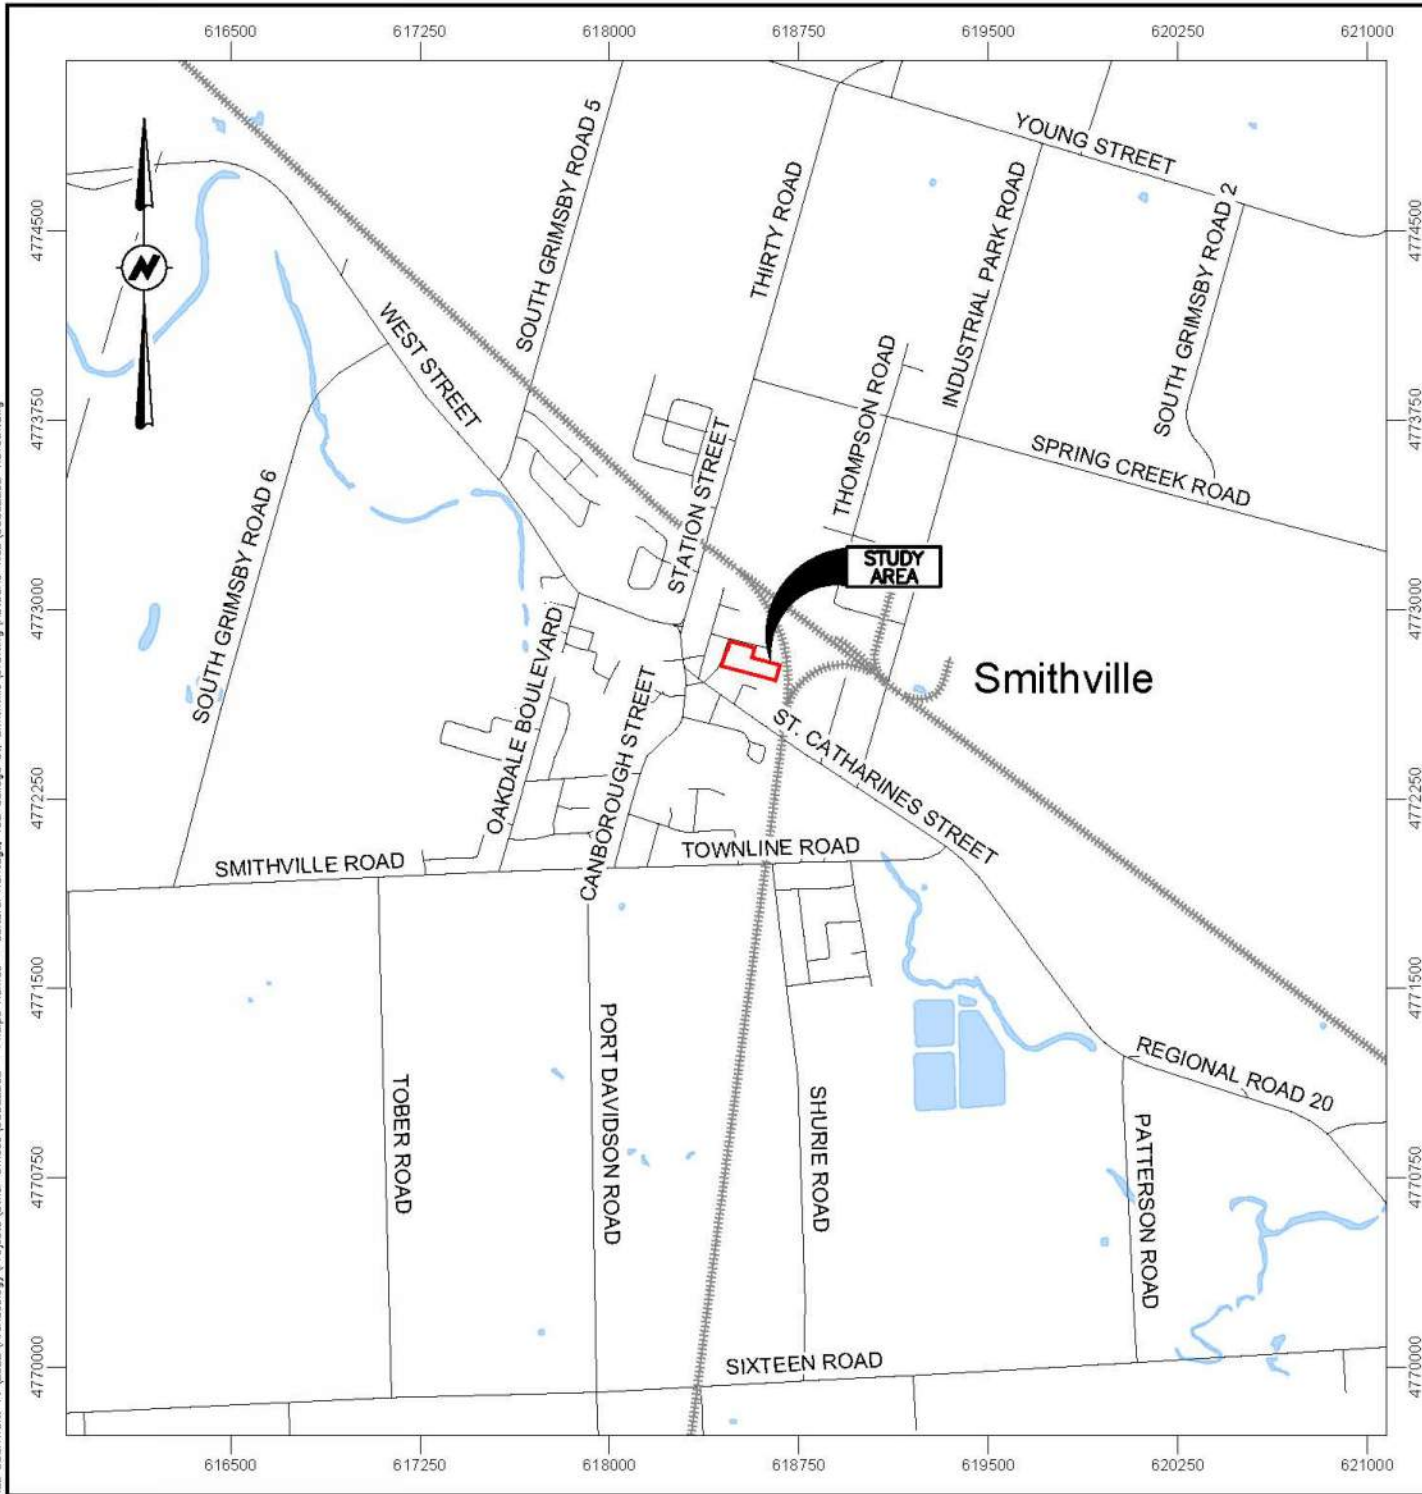 616500
617250
618000
618750
619500
620250
621000
YOUNG STREET
SOUTH GRIMSBY ROAD 5
THIRTY ROAD
INDUSTRIAL PARK ROAD
SOUTH GRIMSBY ROAD 2
4774500
4774500
N
WEST STREET
4773750
4773750
THOMPSON ROAD
SPRING CREEK ROAD
STATION STREET
SOUTH GRIMSBY ROAD 6
STUDY
AREA
4773000
4773000
OAKDALE BOULEVARD
CANBOROUGH STREET
Smithville
ST. CATHARINES STREET
4772250
4772250
SMITHVILLE ROAD
TOWNLINE ROAD
4771500
4771500
TOBER ROAD
PORT DAVIDSON ROAD
SHURIE ROAD
REGIONAL ROAD 20
PATTERSON ROAD
4770750
4770750
4770000
4770000
SIXTEEN ROAD
616500
617250
618000
618750
619500
620250
621000